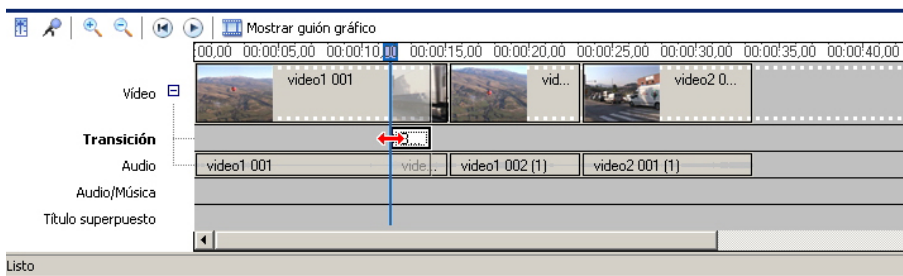 Mostrar guión gráfico
00,00 00:00'05,00 00:00'10 00:00'15,00 00:00'20,00 00:00'25,00 00:00'30,00 00:00'35,00 00:00'40,00
Vídeo video1 001 vid... video2 0...
Transición
Audio video1 001 vide... video1 002 (1) video2 001 (1)
Audio/Música
Título superpuesto
Listo